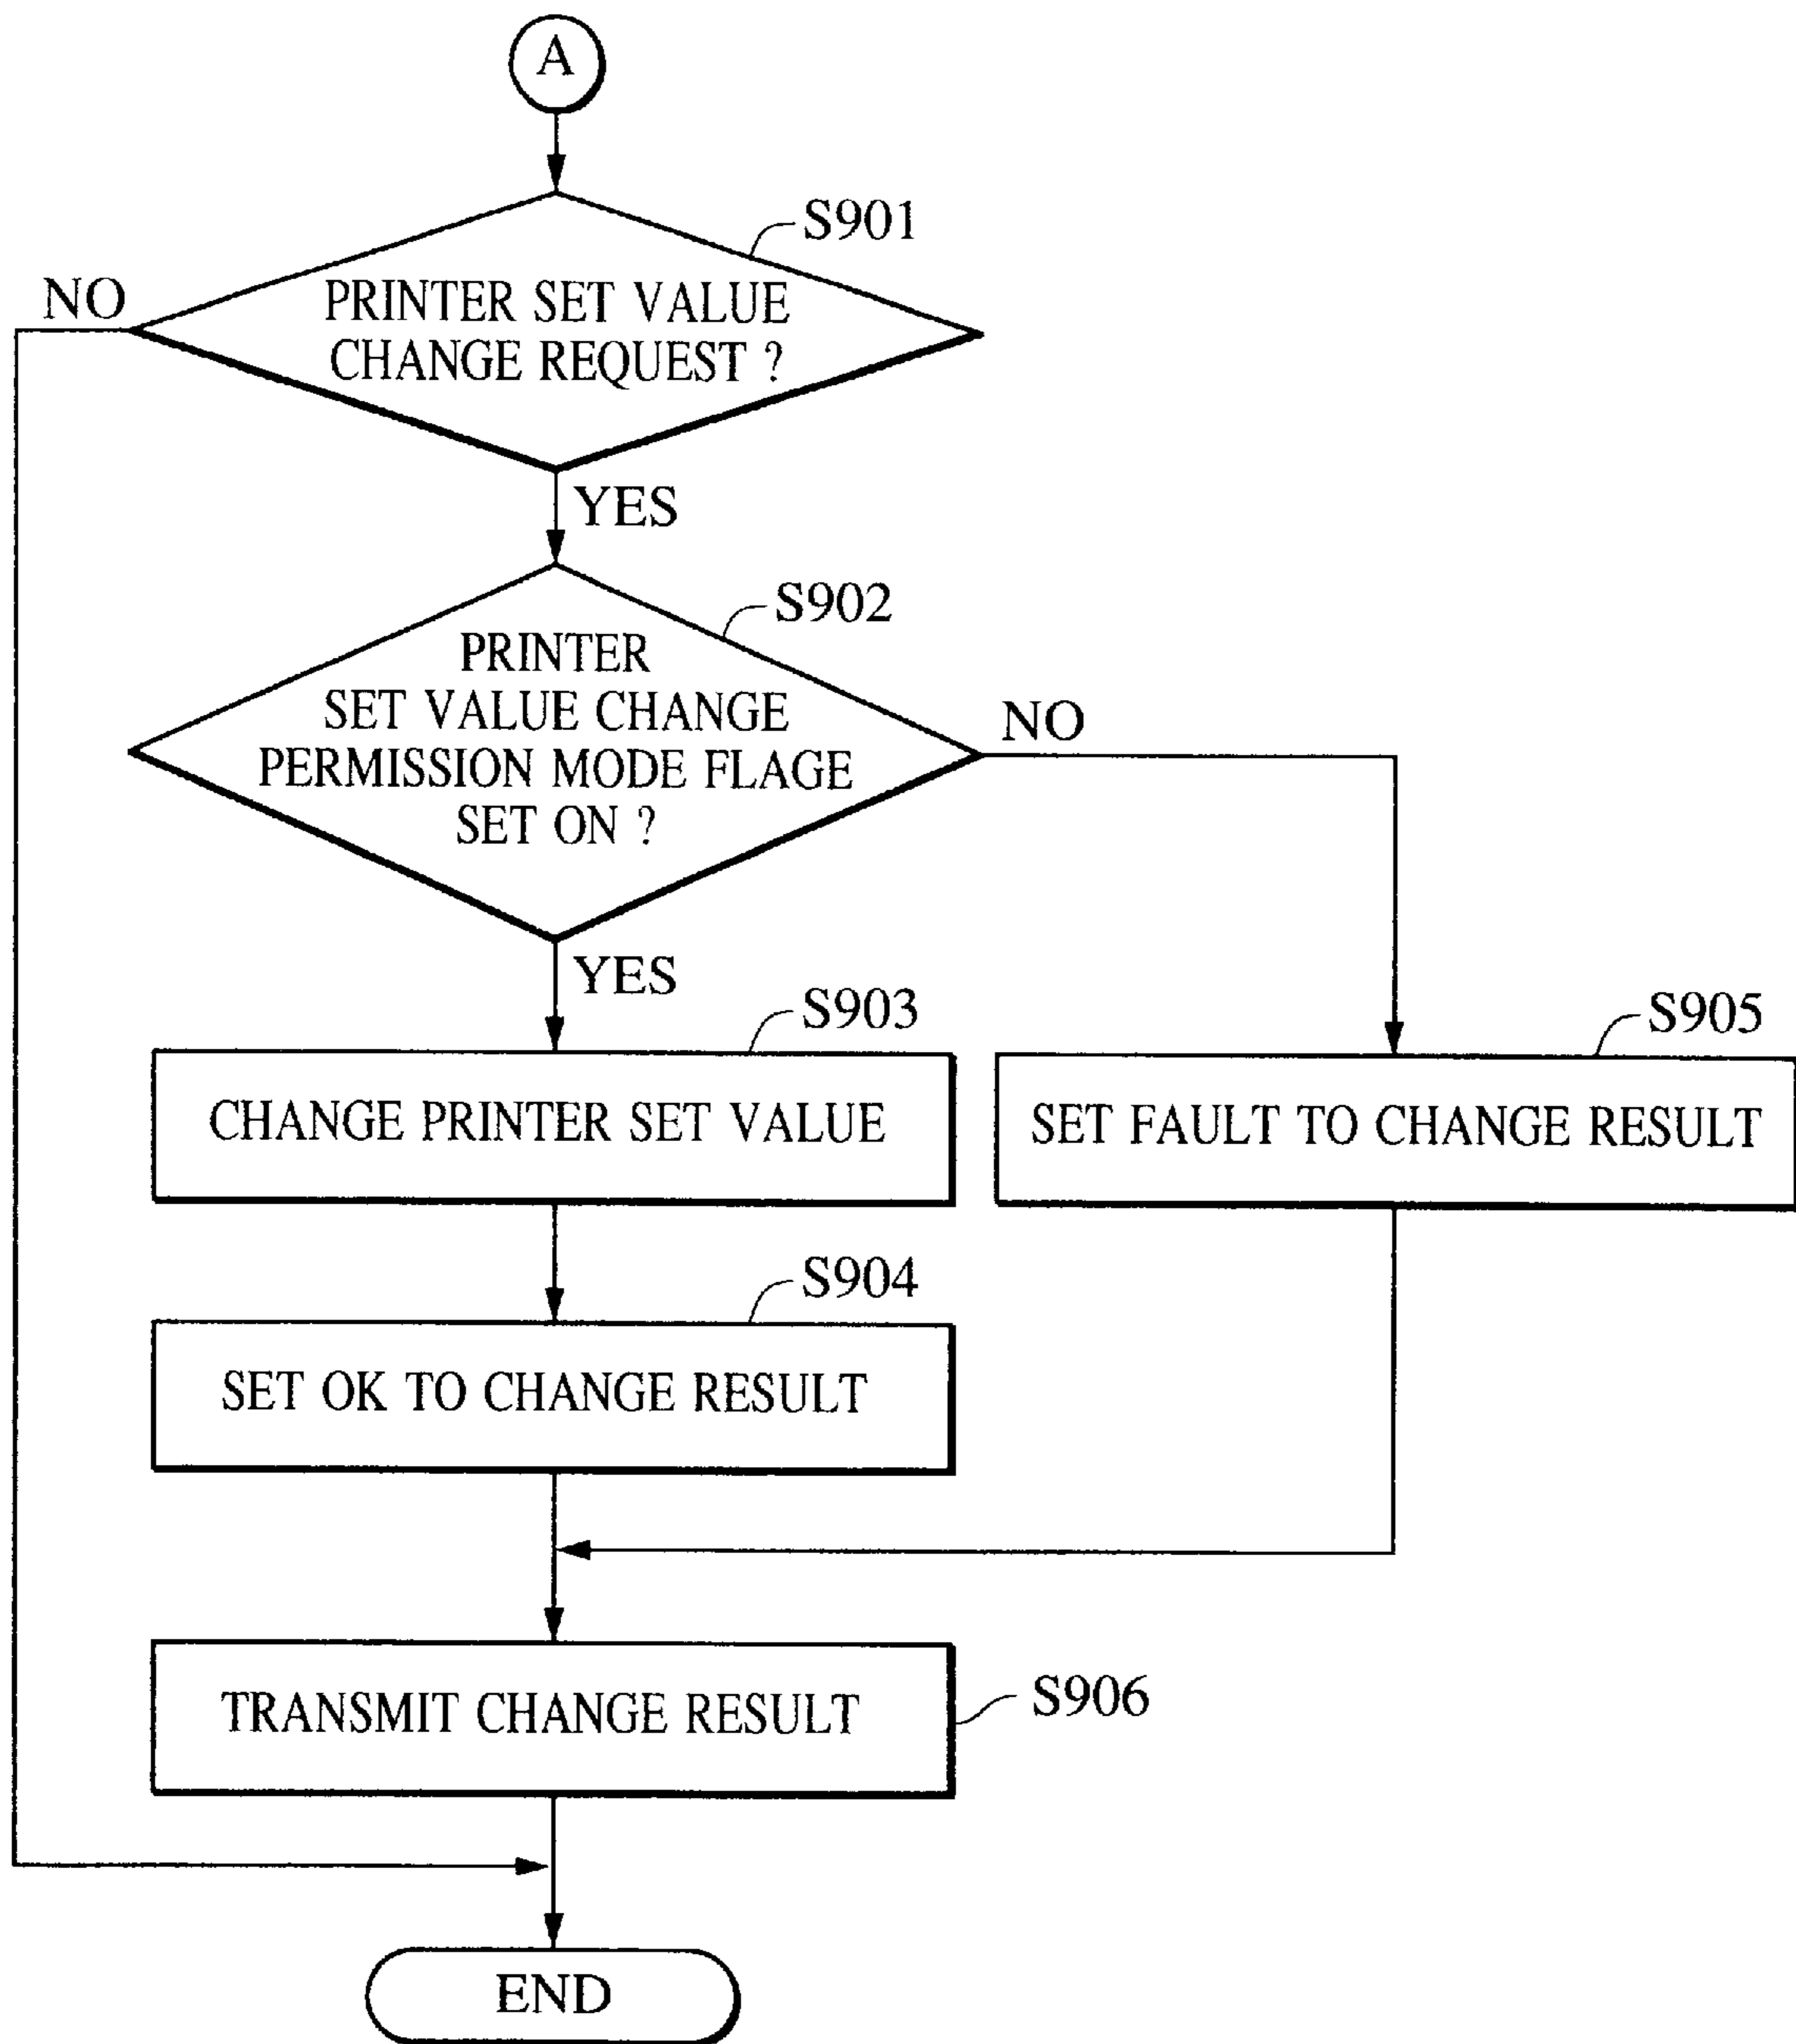 A
S901
NO
PRINTER SET VALUE
CHANGE REQUEST ?
YES
S902
PRINTER
SET VALUE CHANGE
PERMISSION MODE FLAGE
SET ON ?
NO
YES
S903
CHANGE PRINTER SET VALUE
S905
SET FAULT TO CHANGE RESULT
S904
SET OK TO CHANGE RESULT
TRANSMIT CHANGE RESULT
S906
END